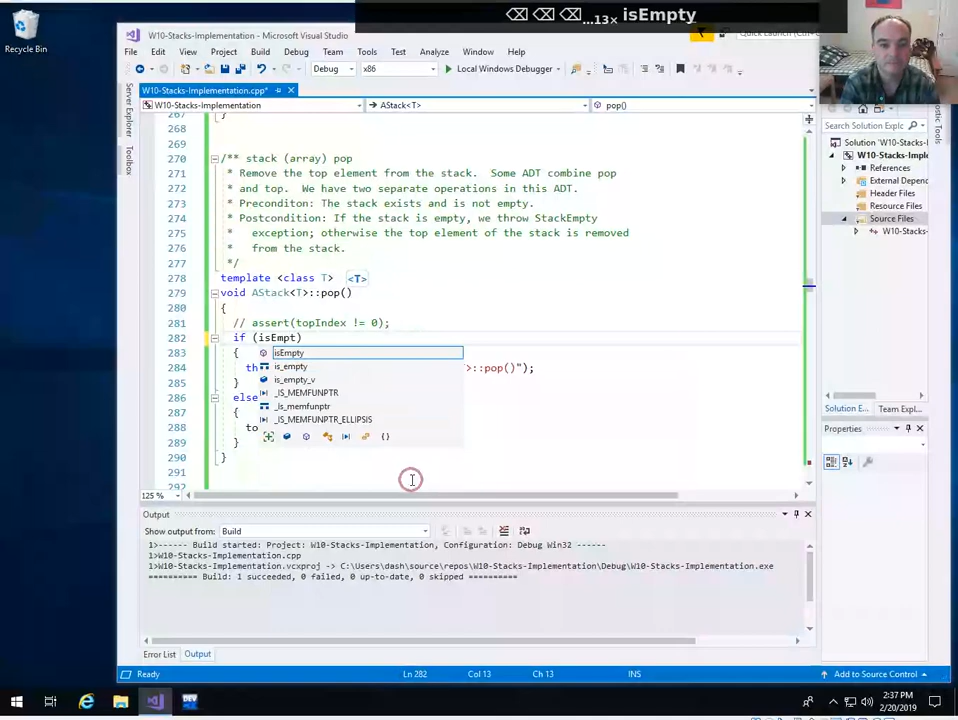 ⌫ ⌫ ⌫ ...13× isEmpty
Recycle Bin
W10-Stacks-Implementation - Microsoft Visual Studio
File Edit View Project Build Debug Team Tools Test Analyze Window Help
Debug x86 Local Windows Debugger
W10-Stacks-Implementation.cpp*
W10-Stacks-Implementation AStack<T> pop()
Server Explorer
Toolbox
267 }
268
269
270 /** stack (array) pop
271 * Remove the top element from the stack. Some ADT combine pop
272 * and top. We have two separate operations in this ADT.
273 * Preconditon: The stack exists and is not empty.
274 * Postcondition: If the stack is empty, we throw StackEmpty
275 * exception; otherwise the top element of the stack is removed
276 * from the stack.
277 */
278 template <class T> <T>
279 void AStack<T>::pop()
280 {
281 // assert(topIndex != 0);
282 if (isEmpt)
283 {
284 th >::pop()");
285 }
286 else
287 {
288 to
289 }
290 }
291
292
isEmpty
is_empty
is_empty_v
_IS_MEMFUNPTR
_Is_memfunptr
_IS_MEMFUNPTR_ELLIPSIS
125 %
Search Solution Explc
Solution 'W10-Stacks-
W10-Stacks-Implem
References
External Depend
Header Files
Resource Files
Source Files
W10-Stacks-
Solution E... Team Expl...
Properties
Output
Show output from: Build
1>------ Build started: Project: W10-Stacks-Implementation, Configuration: Debug Win32 ------
1>W10-Stacks-Implementation.cpp
1>W10-Stacks-Implementation.vcxproj -> C:\Users\dash\source\repos\W10-Stacks-Implementation\Debug\W10-Stacks-Implementation.exe
========== Build: 1 succeeded, 0 failed, 0 up-to-date, 0 skipped ==========
Error List Output
Ready Ln 282 Col 13 Ch 13 INS Add to Source Control
DEV
2:37 PM
2/20/2019